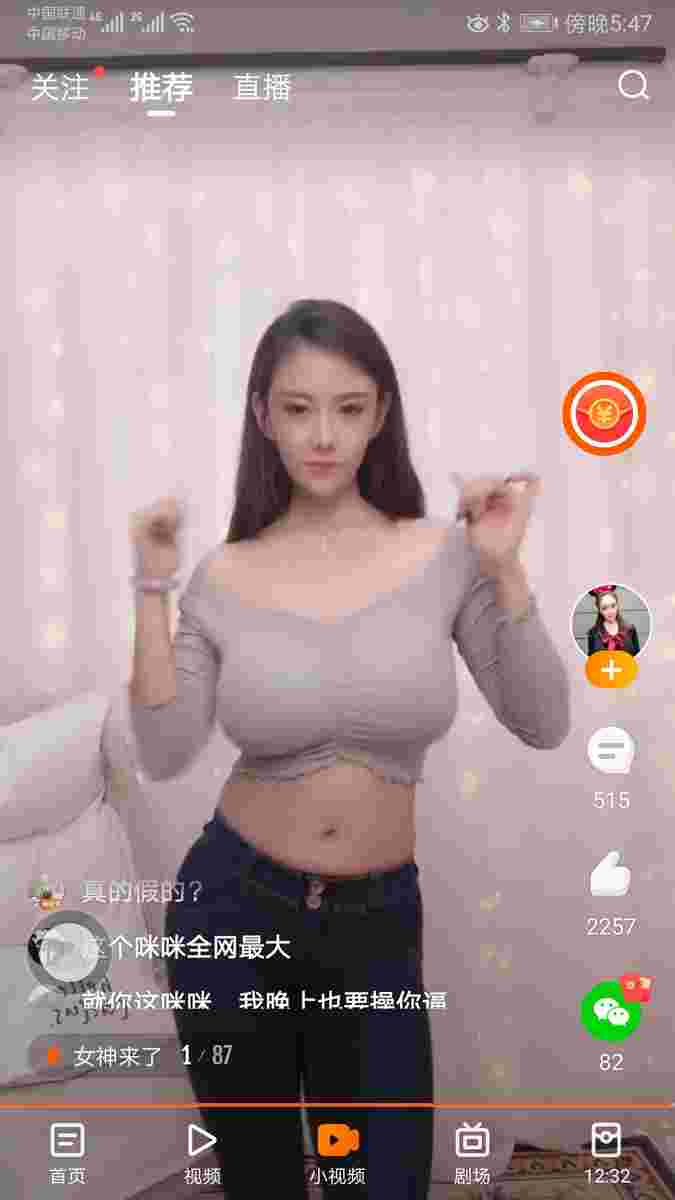 中国联通 4G 2G
中国移动
傍晚5:47
关注 推荐 直播
真的假的?
这个咪咪全网最大
就你这咪咪，我晚上也要操你逼
女神来了 1/87
515
2257
82
首页 视频 小视频 剧场 12:32